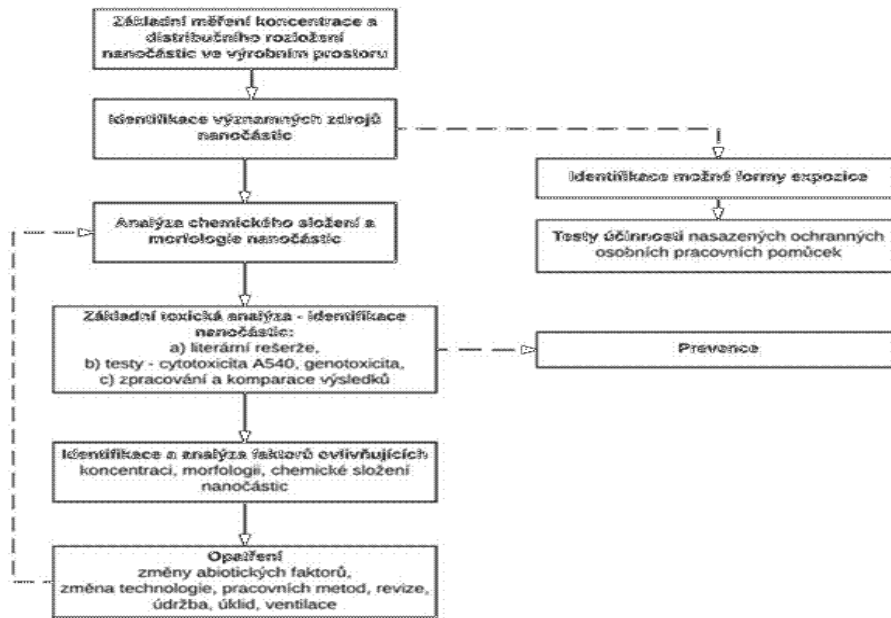 Základní měření koncentrace a
distribučního rozložení
nanočástic ve výrobním prostoru
Identifikace významných zdrojů
nanočástic
Identifikace možné formy expozice
Analýza chemického složení a
morfologie nanočástic
Testy účinnosti nasazených ochranných
osobních pracovních pomůcek
Základní toxická analýza - identifikace
nanočástic:
a) literární rešerže,
b) testy - cytotoxicita A540, genotoxicita,
c) zpracování a komparace výsledků
Prevence
Identifikace a analýza faktorů ovlivňujících
koncentraci, morfologii, chemické složení
nanočástic
Opatření
změny abiotických faktorů,
změna technologie, pracovních metod, revize,
údržba, úklid, ventilace